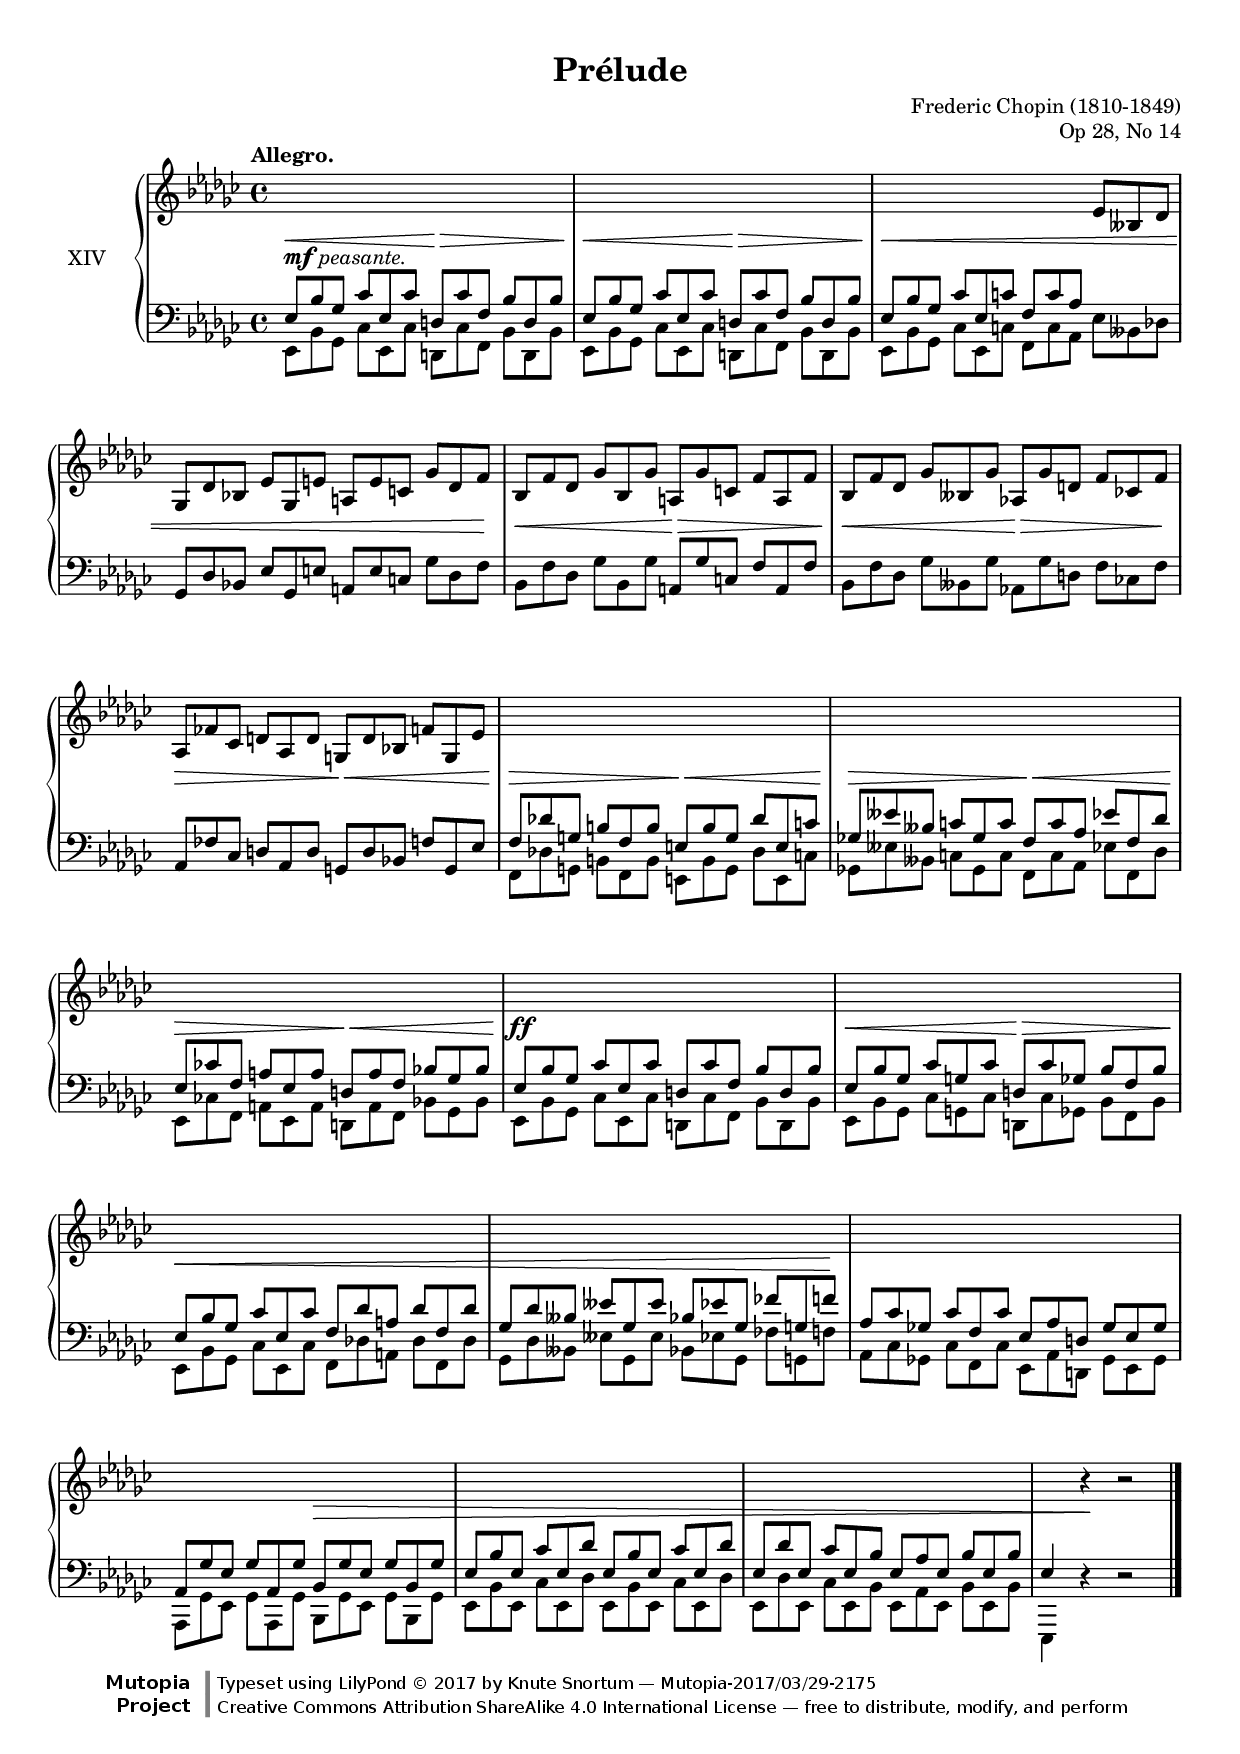 Prélude
Frederic Chopin (1810-1849)
Op 28, No 14
Allegro.
XIV
mf peasante.
ff
Mutopia Project
Typeset using LilyPond © 2017 by Knute Snortum — Mutopia-2017/03/29-2175
Creative Commons Attribution ShareAlike 4.0 International License — free to distribute, modify, and perform